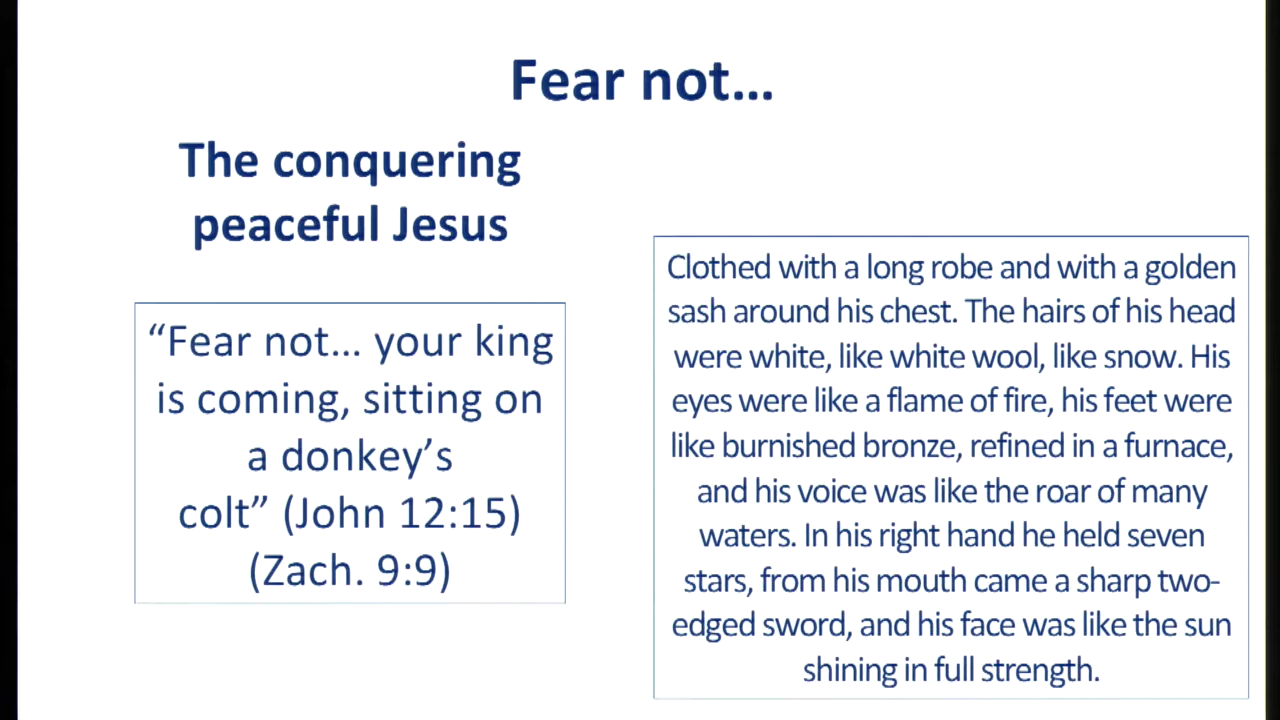 Fear not...
The conquering
peaceful Jesus
“Fear not... your king
is coming, sitting on
a donkey’s
colt” (John 12:15)
(Zach. 9:9)
Clothed with a long robe and with a golden
sash around his chest. The hairs of his head
were white, like white wool, like snow. His
eyes were like a flame of fire, his feet were
like burnished bronze, refined in a furnace,
and his voice was like the roar of many
waters. In his right hand he held seven
stars, from his mouth came a sharp two-
edged sword, and his face was like the sun
shining in full strength.